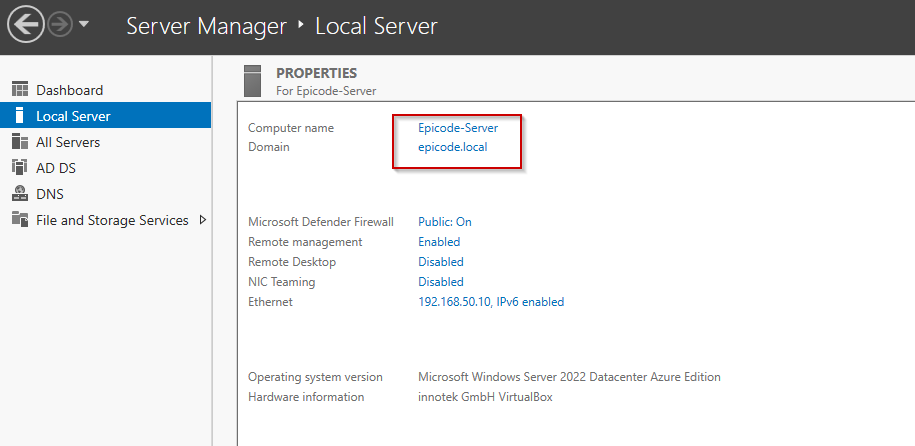 Server Manager ‣ Local Server
Dashboard
Local Server
All Servers
AD DS
DNS
File and Storage Services
PROPERTIES
For Epicode-Server
Computer name Epicode-Server
Domain epicode.local
Microsoft Defender Firewall Public: On
Remote management Enabled
Remote Desktop Disabled
NIC Teaming Disabled
Ethernet 192.168.50.10, IPv6 enabled
Operating system version Microsoft Windows Server 2022 Datacenter Azure Edition
Hardware information innotek GmbH VirtualBox